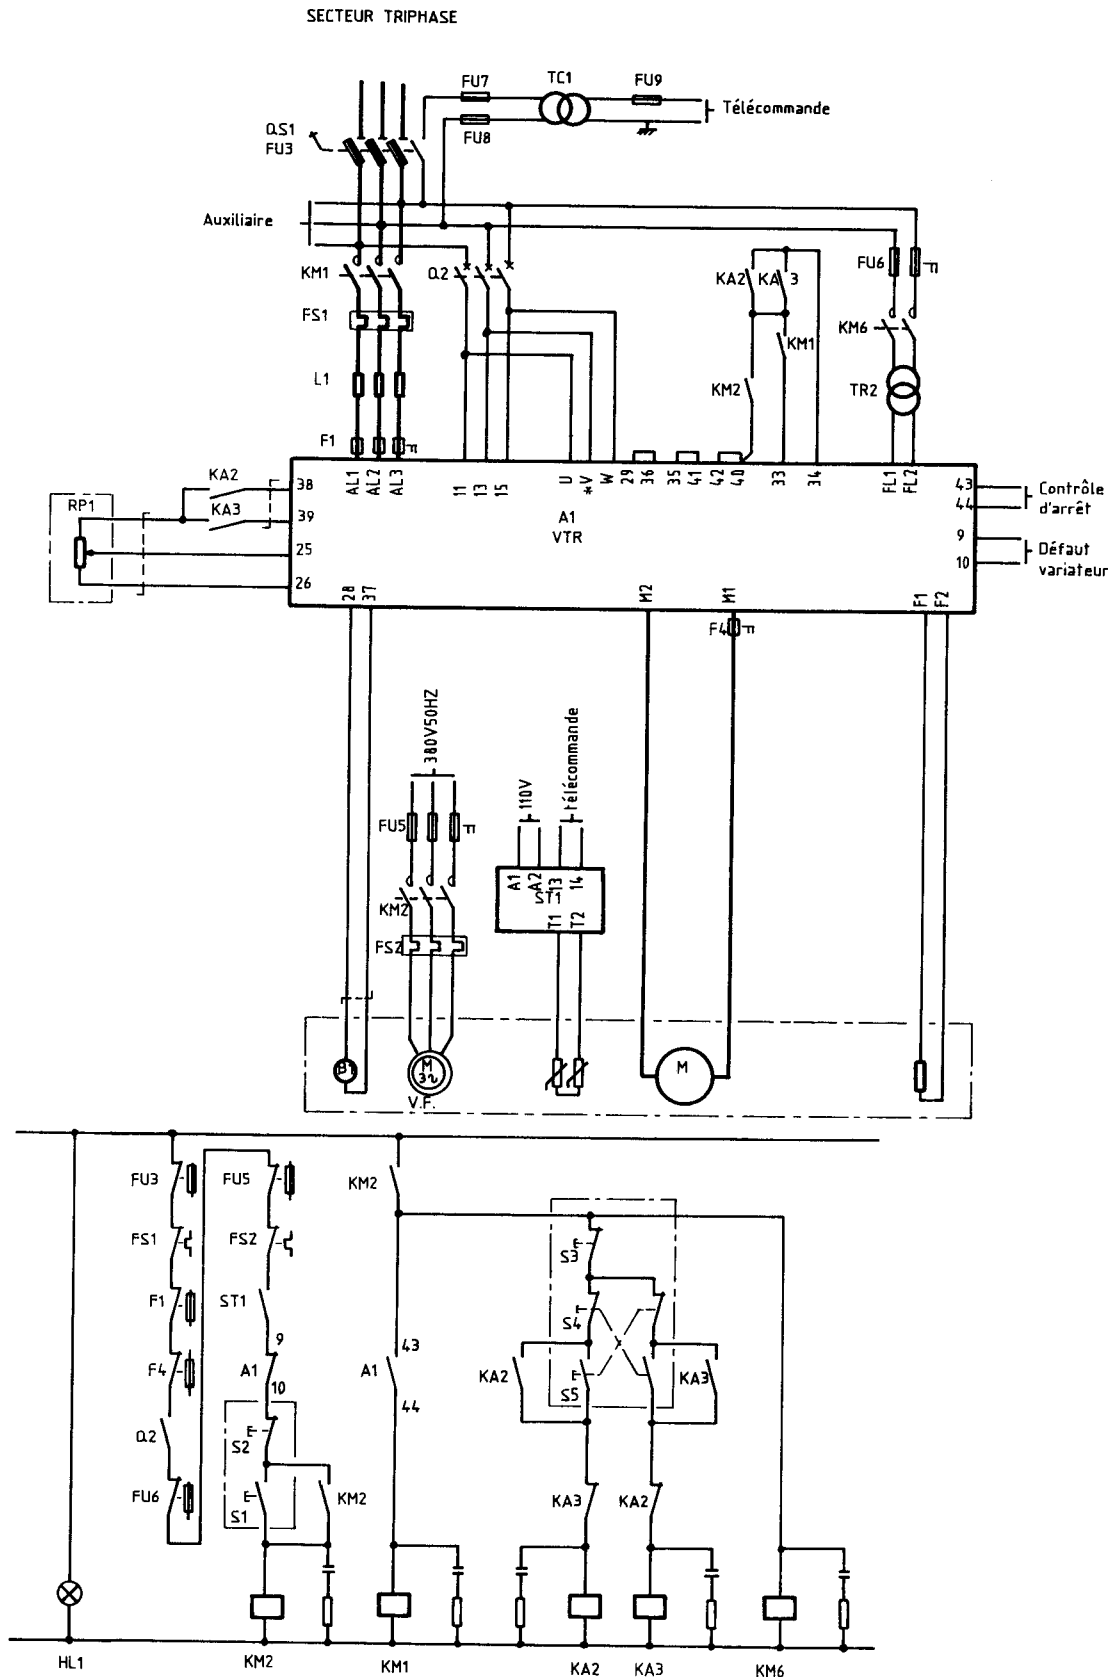 SECTEUR TRIPHASE
FU7
TC1
FU9
Télécommande
FU8
QS1
FU3
Auxiliaire
KM1
Q2
KA2
KA 3
FU6
FS1
KM1
KM6
L1
KM2
TR2
F1
AL1
AL2
AL3
11
13
15
U
*V
W
29
36
35
41
42
40
33
34
FL1
FL2
KA2
38
43
Contrôle
d'arrêt
RP1
KA3
39
44
A1
VTR
9
Défaut
variateur
25
10
26
28
37
M2
M1
F1
F2
F4
380V50HZ
110V
télécommande
FU5
A1
A2
13
14
ST1
T1
T2
KM2
FS2
B1
M
3~
V.F.
M
FU3
FU5
KM2
FS1
FS2
S3
F1
ST1
S4
9
43
F4
A1
A1
KA2
S5
KA3
10
44
Q2
S2
FU6
S1
KM2
KA3
KA2
HL1
KM2
KM1
KA2
KA3
KM6